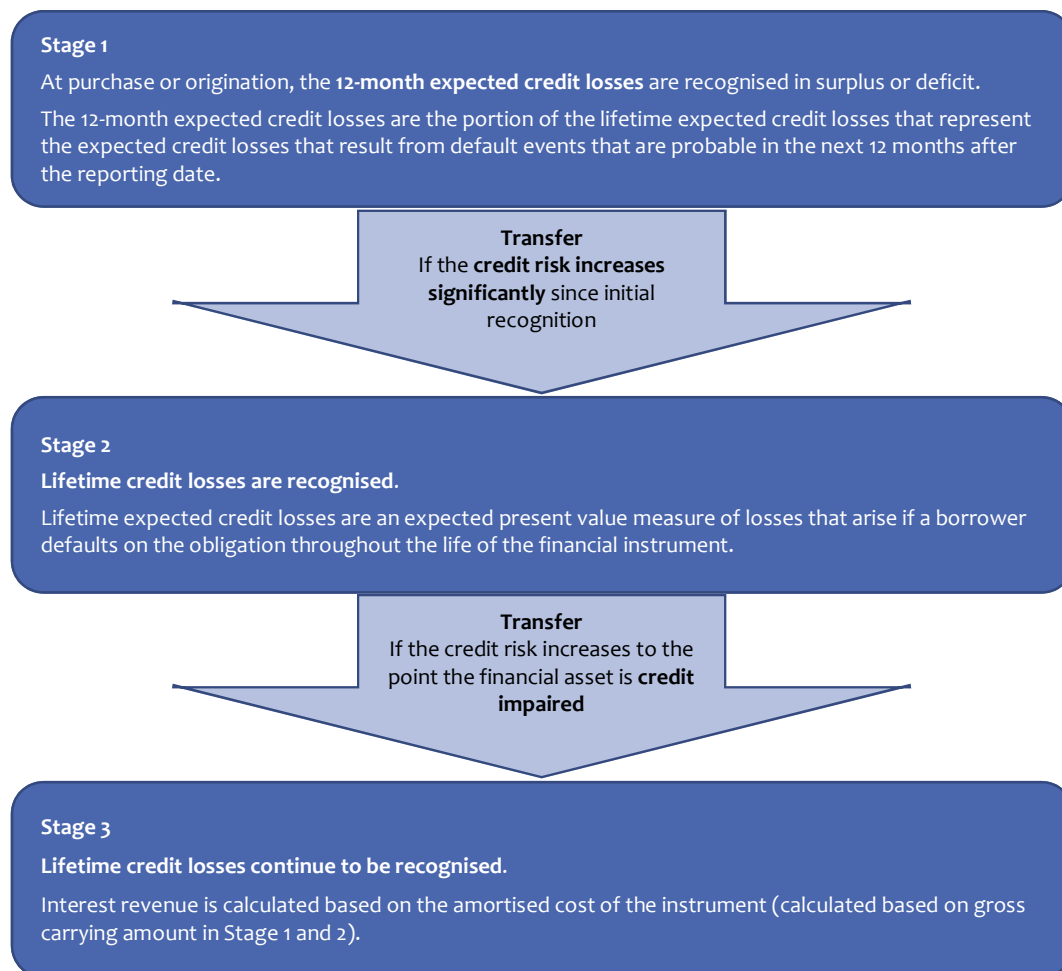 Stage 1
At purchase or origination, the 12-month expected credit losses are recognised in surplus or deficit.
The 12-month expected credit losses are the portion of the lifetime expected credit losses that represent
the expected credit losses that result from default events that are probable in the next 12 months after
the reporting date.
Transfer
If the credit risk increases
significantly since initial
recognition
Stage 2
Lifetime credit losses are recognised.
Lifetime expected credit losses are an expected present value measure of losses that arise if a borrower
defaults on the obligation throughout the life of the financial instrument.
Transfer
If the credit risk increases to the
point the financial asset is credit
impaired
Stage 3
Lifetime credit losses continue to be recognised.
Interest revenue is calculated based on the amortised cost of the instrument (calculated based on gross
carrying amount in Stage 1 and 2).